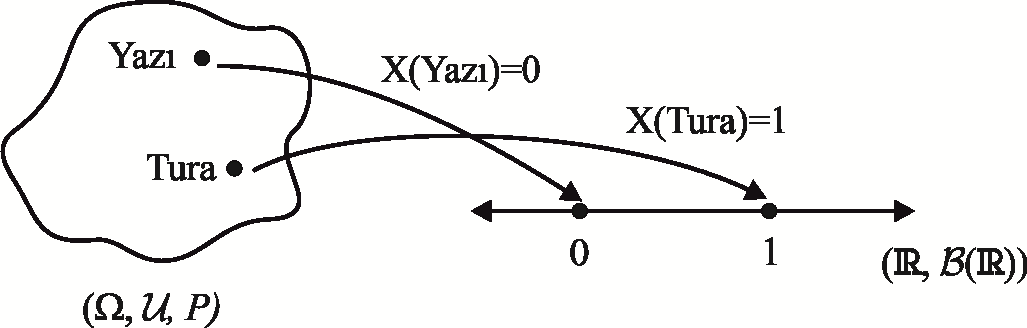 Yazı
X(Yazı)=0
X(Tura)=1
Tura
0
1
(ℝ, ℬ(ℝ))
(Ω, 𝒰, P)